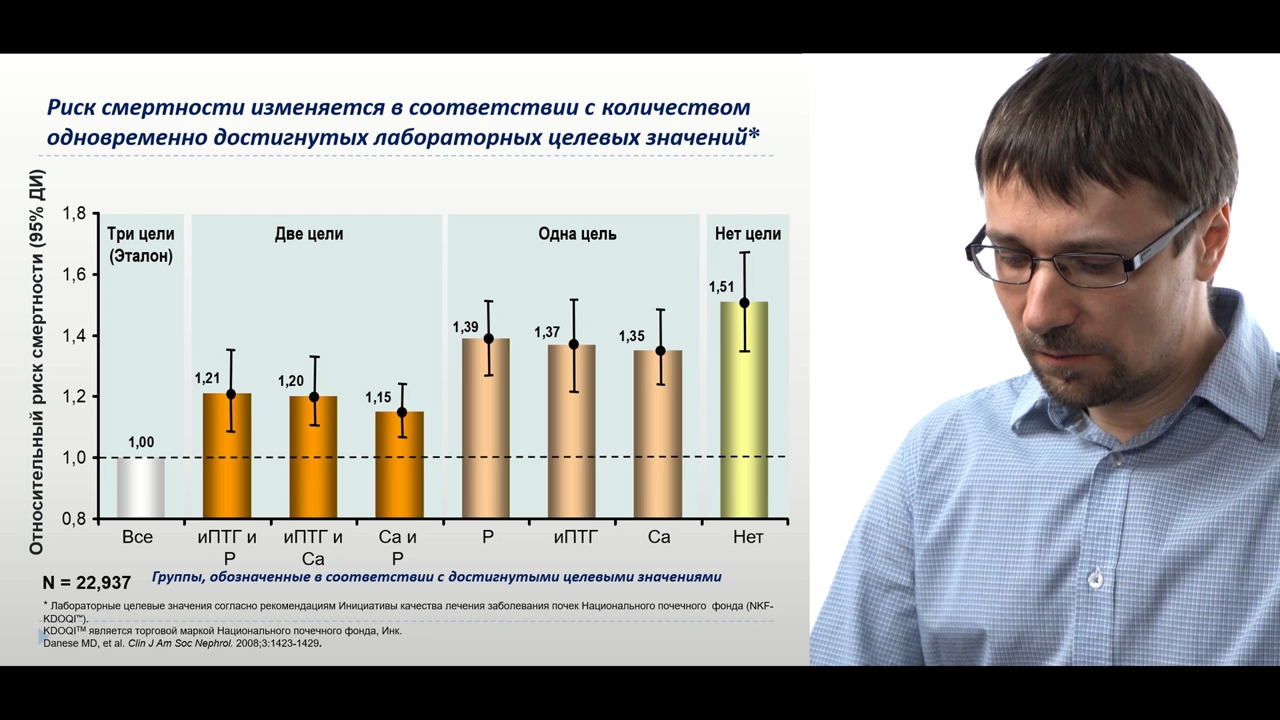 Риск смертности изменяется в соответствии с количеством
одновременно достигнутых лабораторных целевых значений*
Относительный риск смертности (95% ДИ)
1,8
1,6
1,4
1,2
1,0
0,8
Три цели
(Эталон)
Две цели
Одна цель
Нет цели
1,00
1,21
1,20
1,15
1,39
1,37
1,35
1,51
Все
иПТГ и
P
иПТГ и
Ca
Ca и
P
P
иПТГ
Ca
Нет
N = 22,937
Группы, обозначенные в соответствии с достигнутыми целевыми значениями
* Лабораторные целевые значения согласно рекомендациям Инициативы качества лечения заболевания почек Национального почечного фонда (NKF-
KDOQI™).
KDOQI™ является торговой маркой Национального почечного фонда, Инк.
Danese MD, et al. Clin J Am Soc Nephrol. 2008;3:1423-1429.